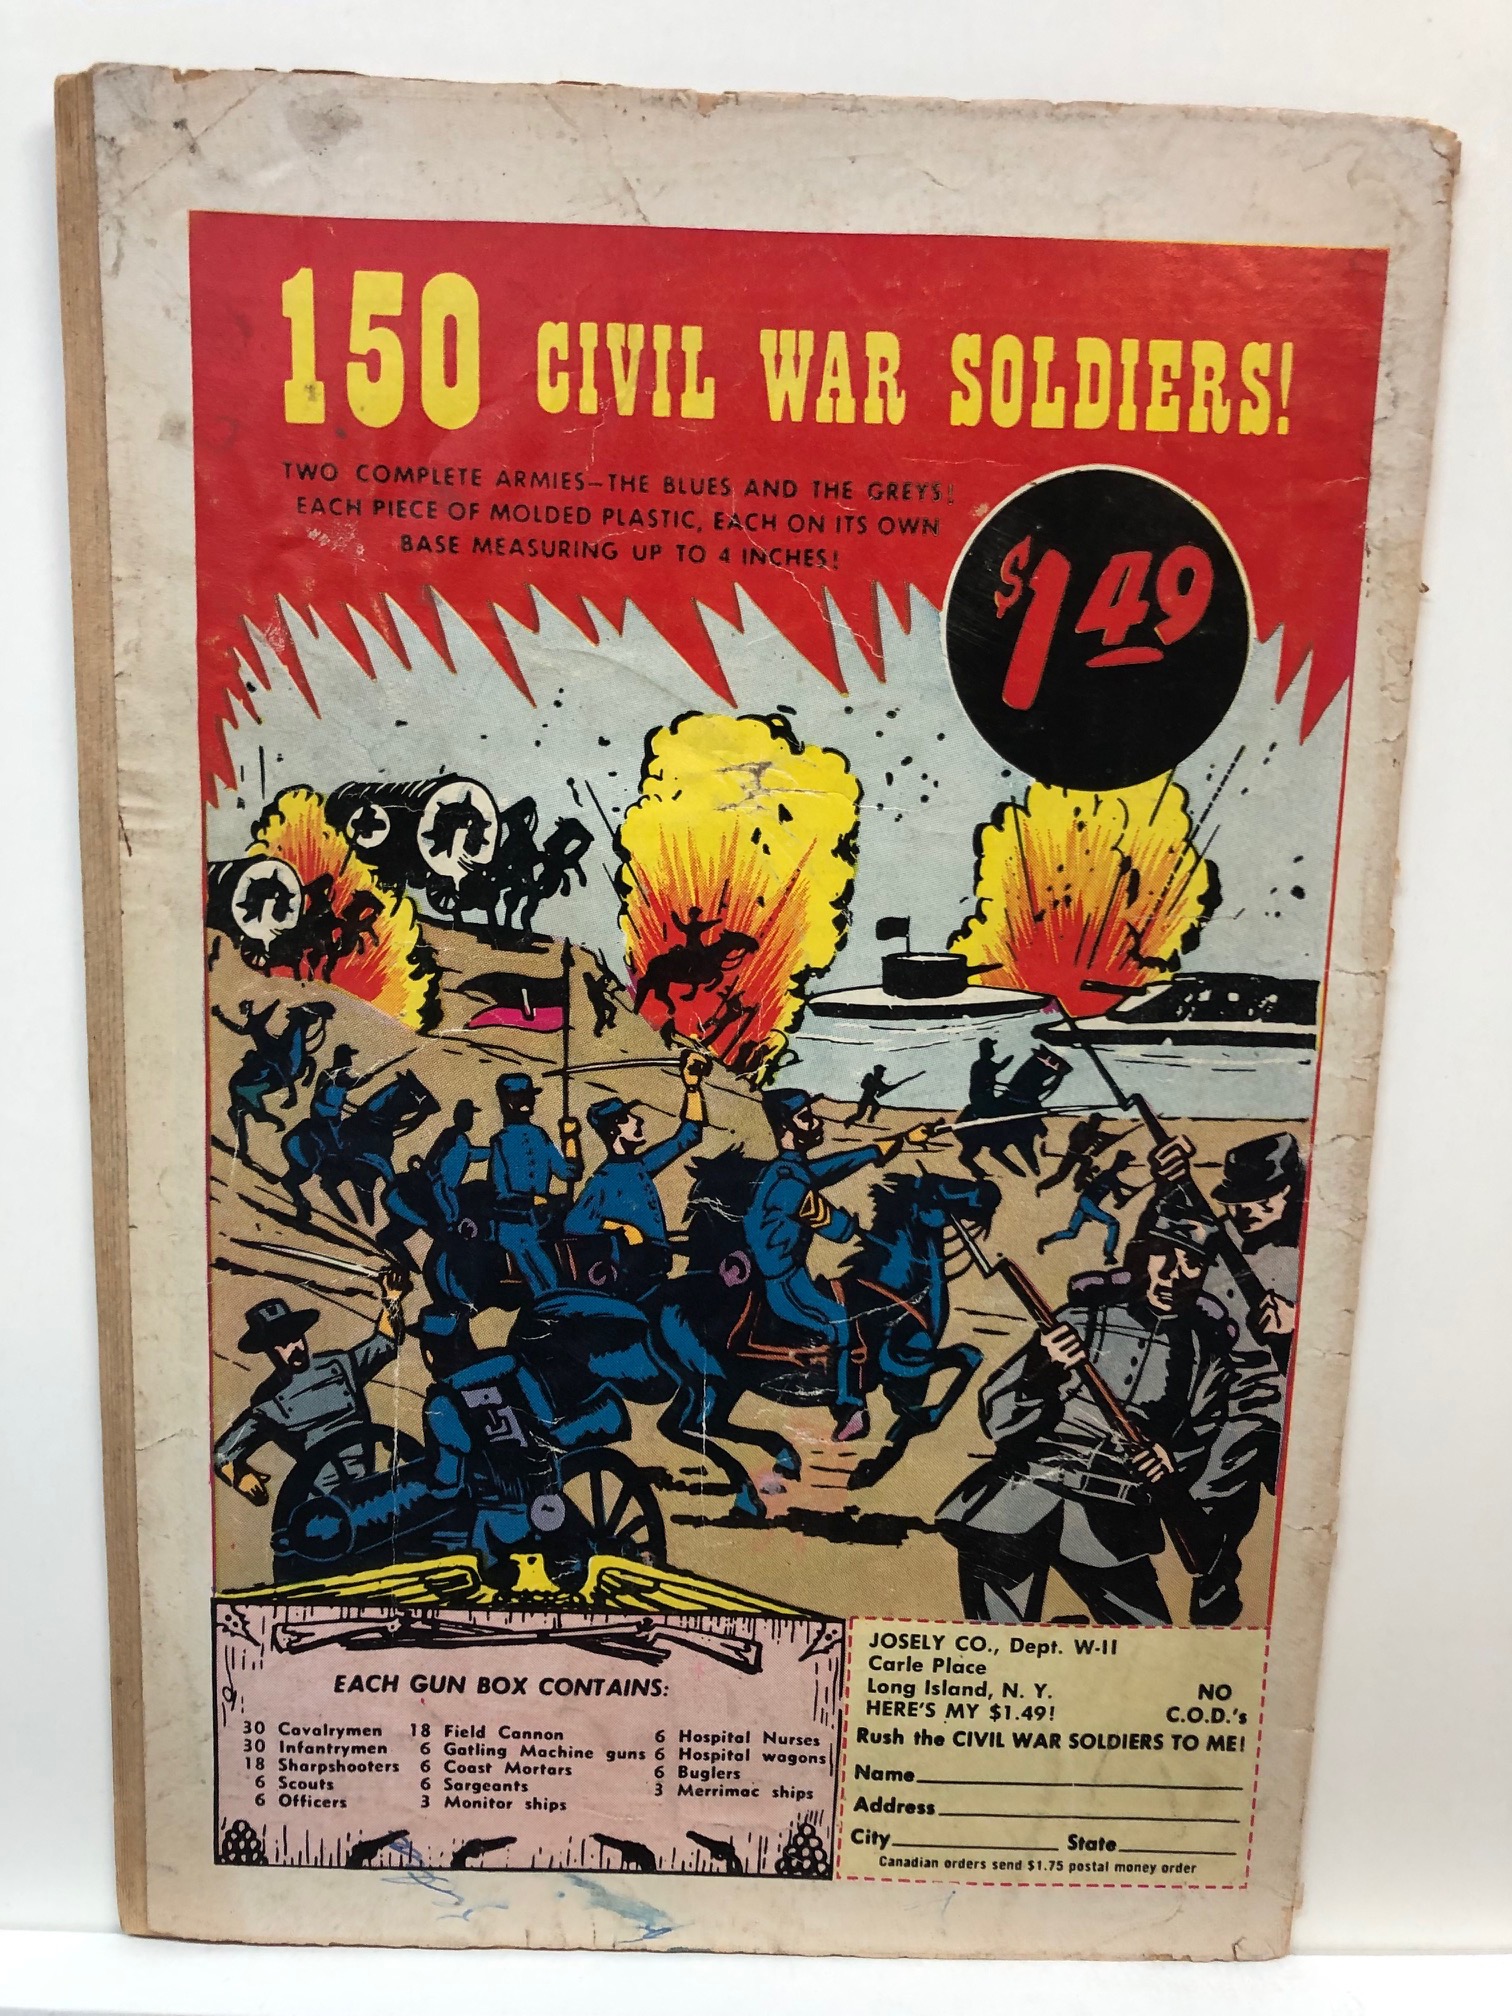 150 CIVIL WAR SOLDIERS!
TWO COMPLETE ARMIES—THE BLUES AND THE GREYS!
EACH PIECE OF MOLDED PLASTIC, EACH ON ITS OWN
BASE MEASURING UP TO 4 INCHES!
$1 49
EACH GUN BOX CONTAINS:
30 Cavalrymen
30 Infantrymen
18 Sharpshooters
6 Scouts
6 Officers
18 Field Cannon
6 Gatling Machine guns
6 Coast Mortars
6 Sargeants
3 Monitor ships
6 Hospital Nurses
6 Hospital wagons
6 Buglers
3 Merrimac ships
JOSELY CO., Dept. W-11
Carle Place
Long Island, N. Y.
HERE'S MY $1.49!
NO
C.O.D.'s
Rush the CIVIL WAR SOLDIERS TO ME!
Name
Address
City State
Canadian orders send $1.75 postal money order